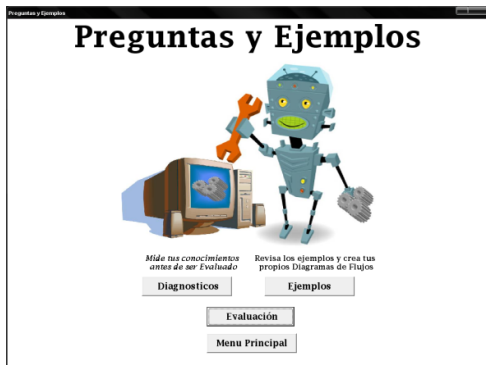 Preguntas y Ejemplos
Preguntas y Ejemplos
Mide tus conocimientos
antes de ser Evaluado
Revisa los ejemplos y crea tus
propios Diagramas de Flujos
Diagnosticos
Ejemplos
Evaluación
Menu Principal